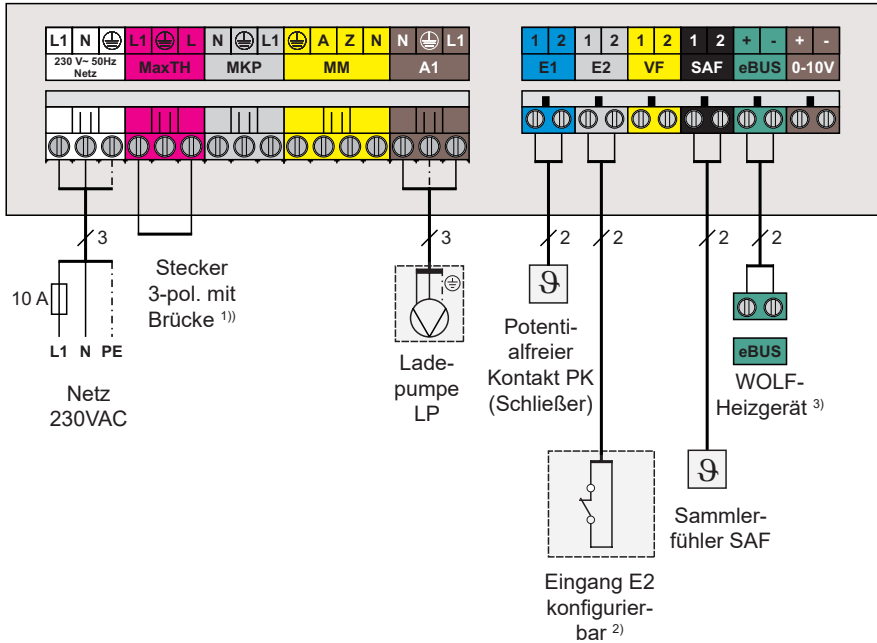 L1 N L1 L N L1 A Z N N L1
230 V~ 50Hz
Netz
MaxTH MKP MM A1
1 2 1 2 1 2 1 2 + - + -
E1 E2 VF SAF eBUS 0-10V
3
10 A
L1 N PE
Netz
230VAC
Stecker
3-pol. mit
Brücke 1))
3
Lade-
pumpe
LP
2
ϑ
Potenti-
alfreier
Kontakt PK
(Schließer)
2
Eingang E2
konfigurier-
bar 2)
2
ϑ
Sammler-
fühler SAF
2
eBUS
WOLF-
Heizgerät 3)